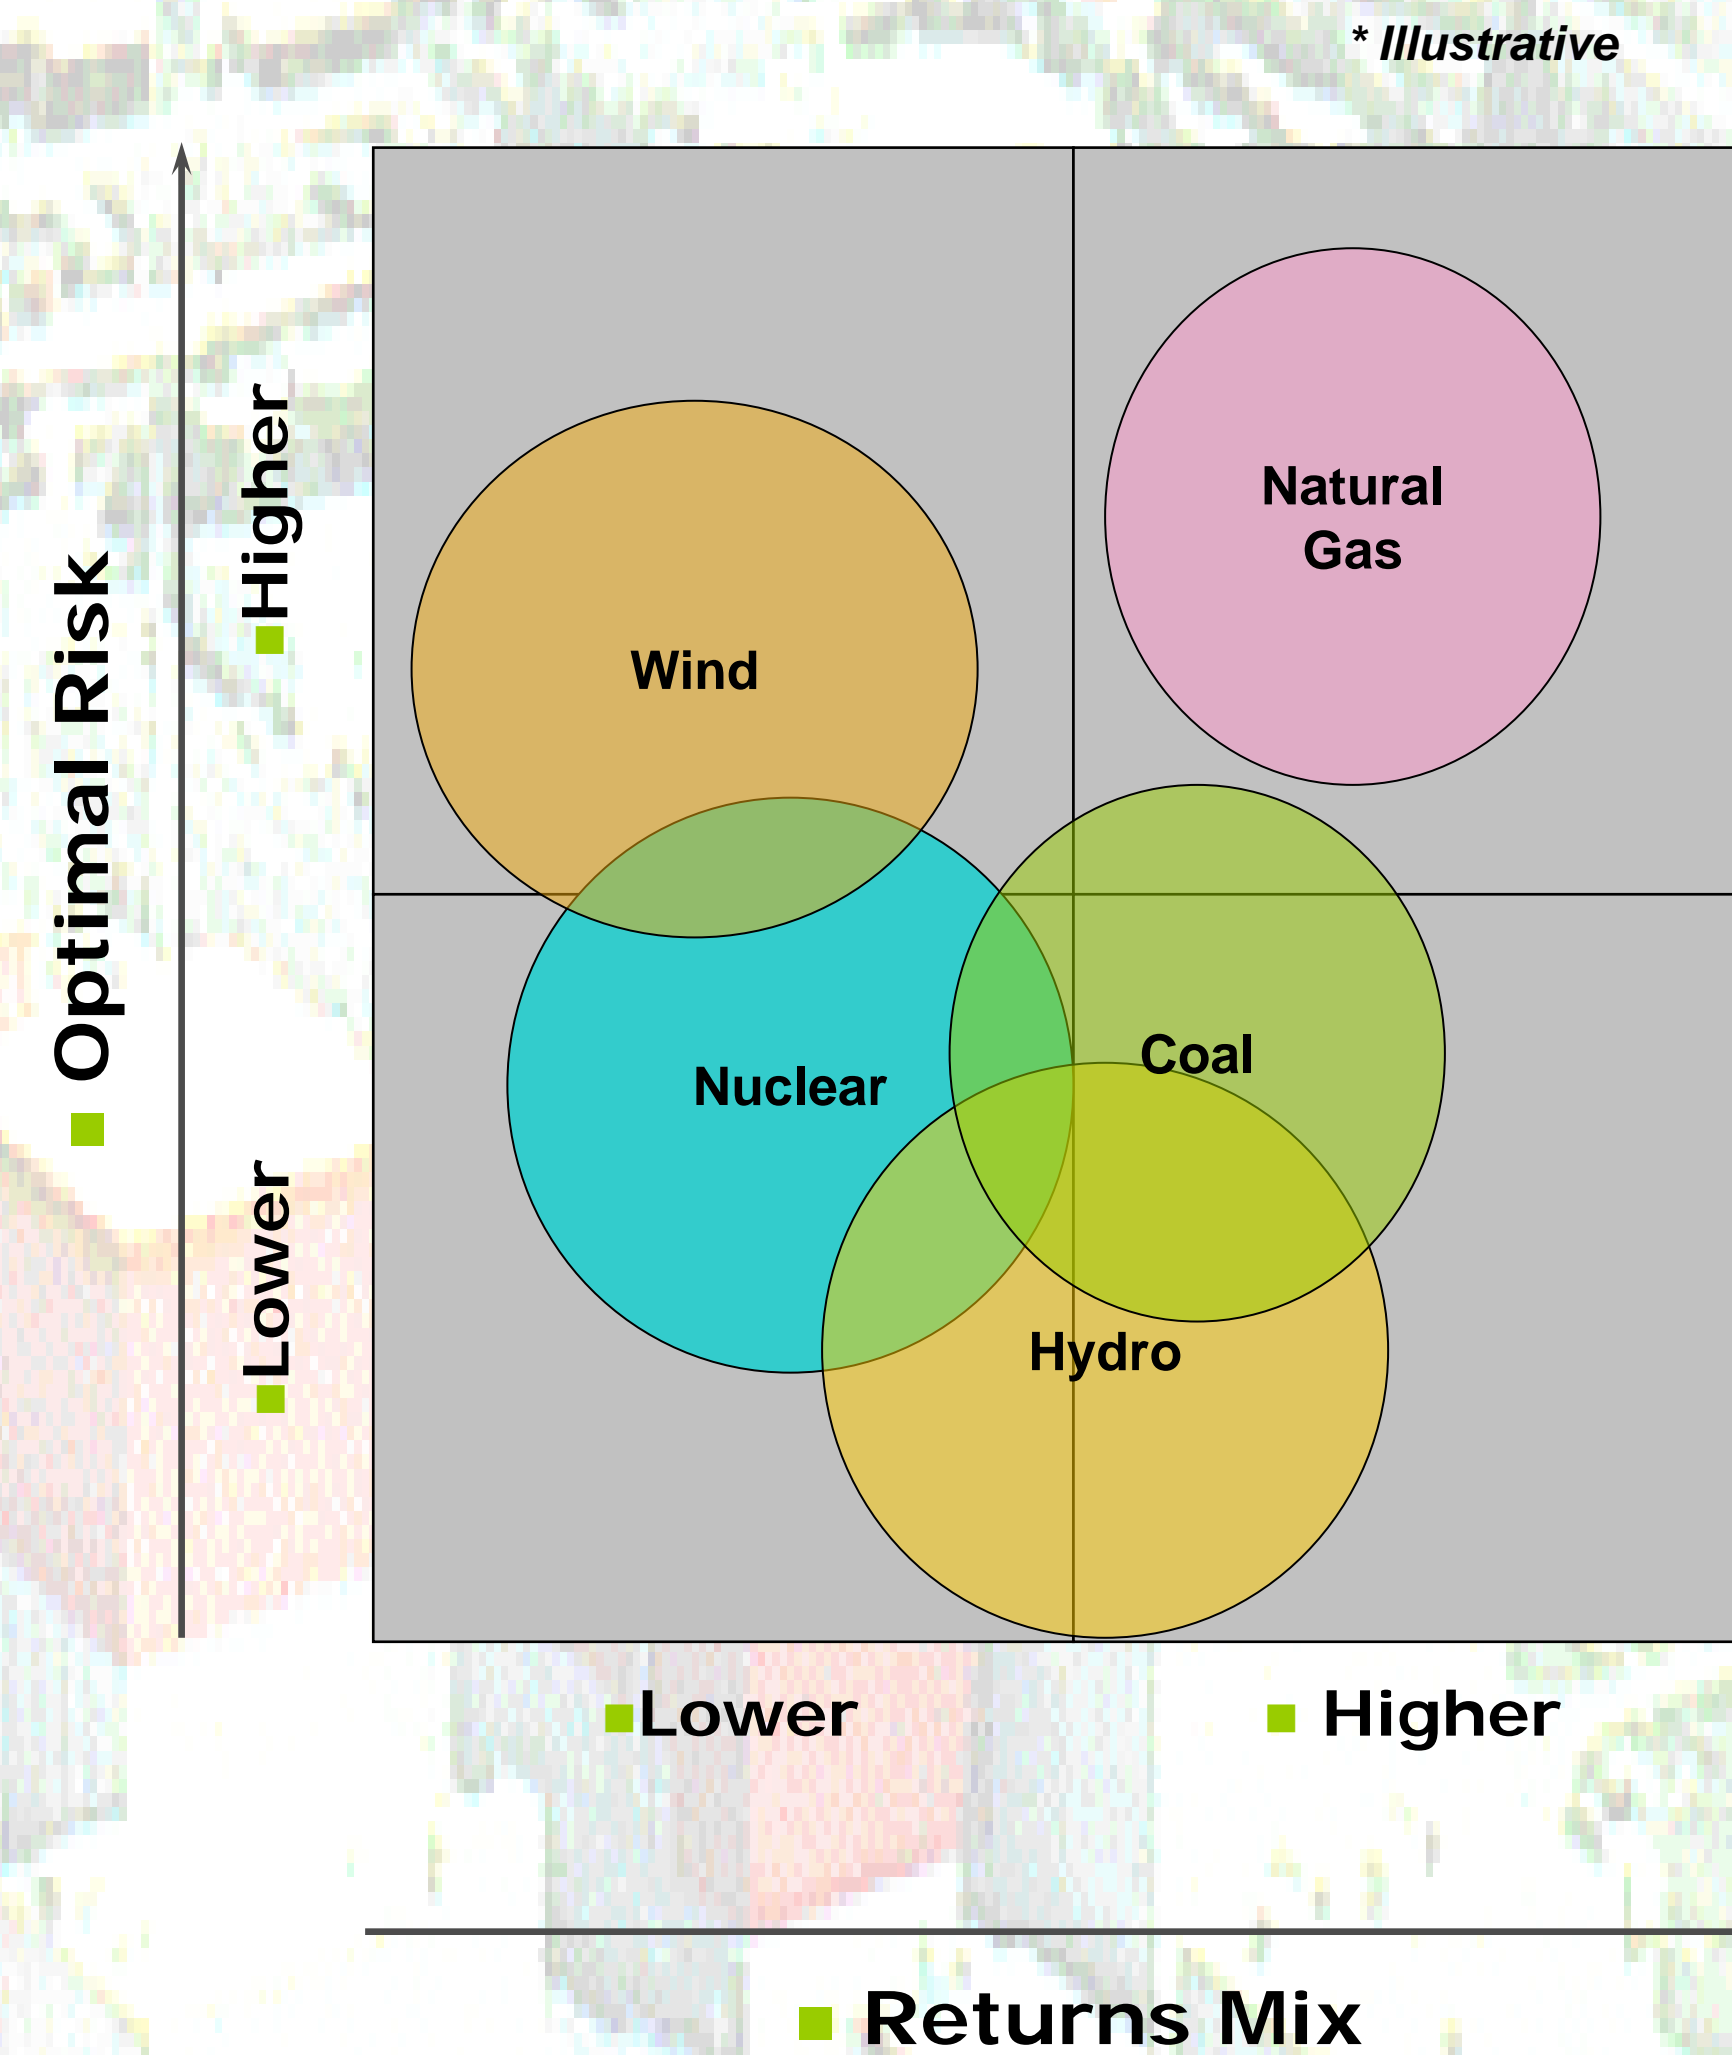 * Illustrative
Optimal Risk
Higher
Lower
Natural
Gas
Wind
Nuclear
Coal
Hydro
Lower
Higher
Returns Mix